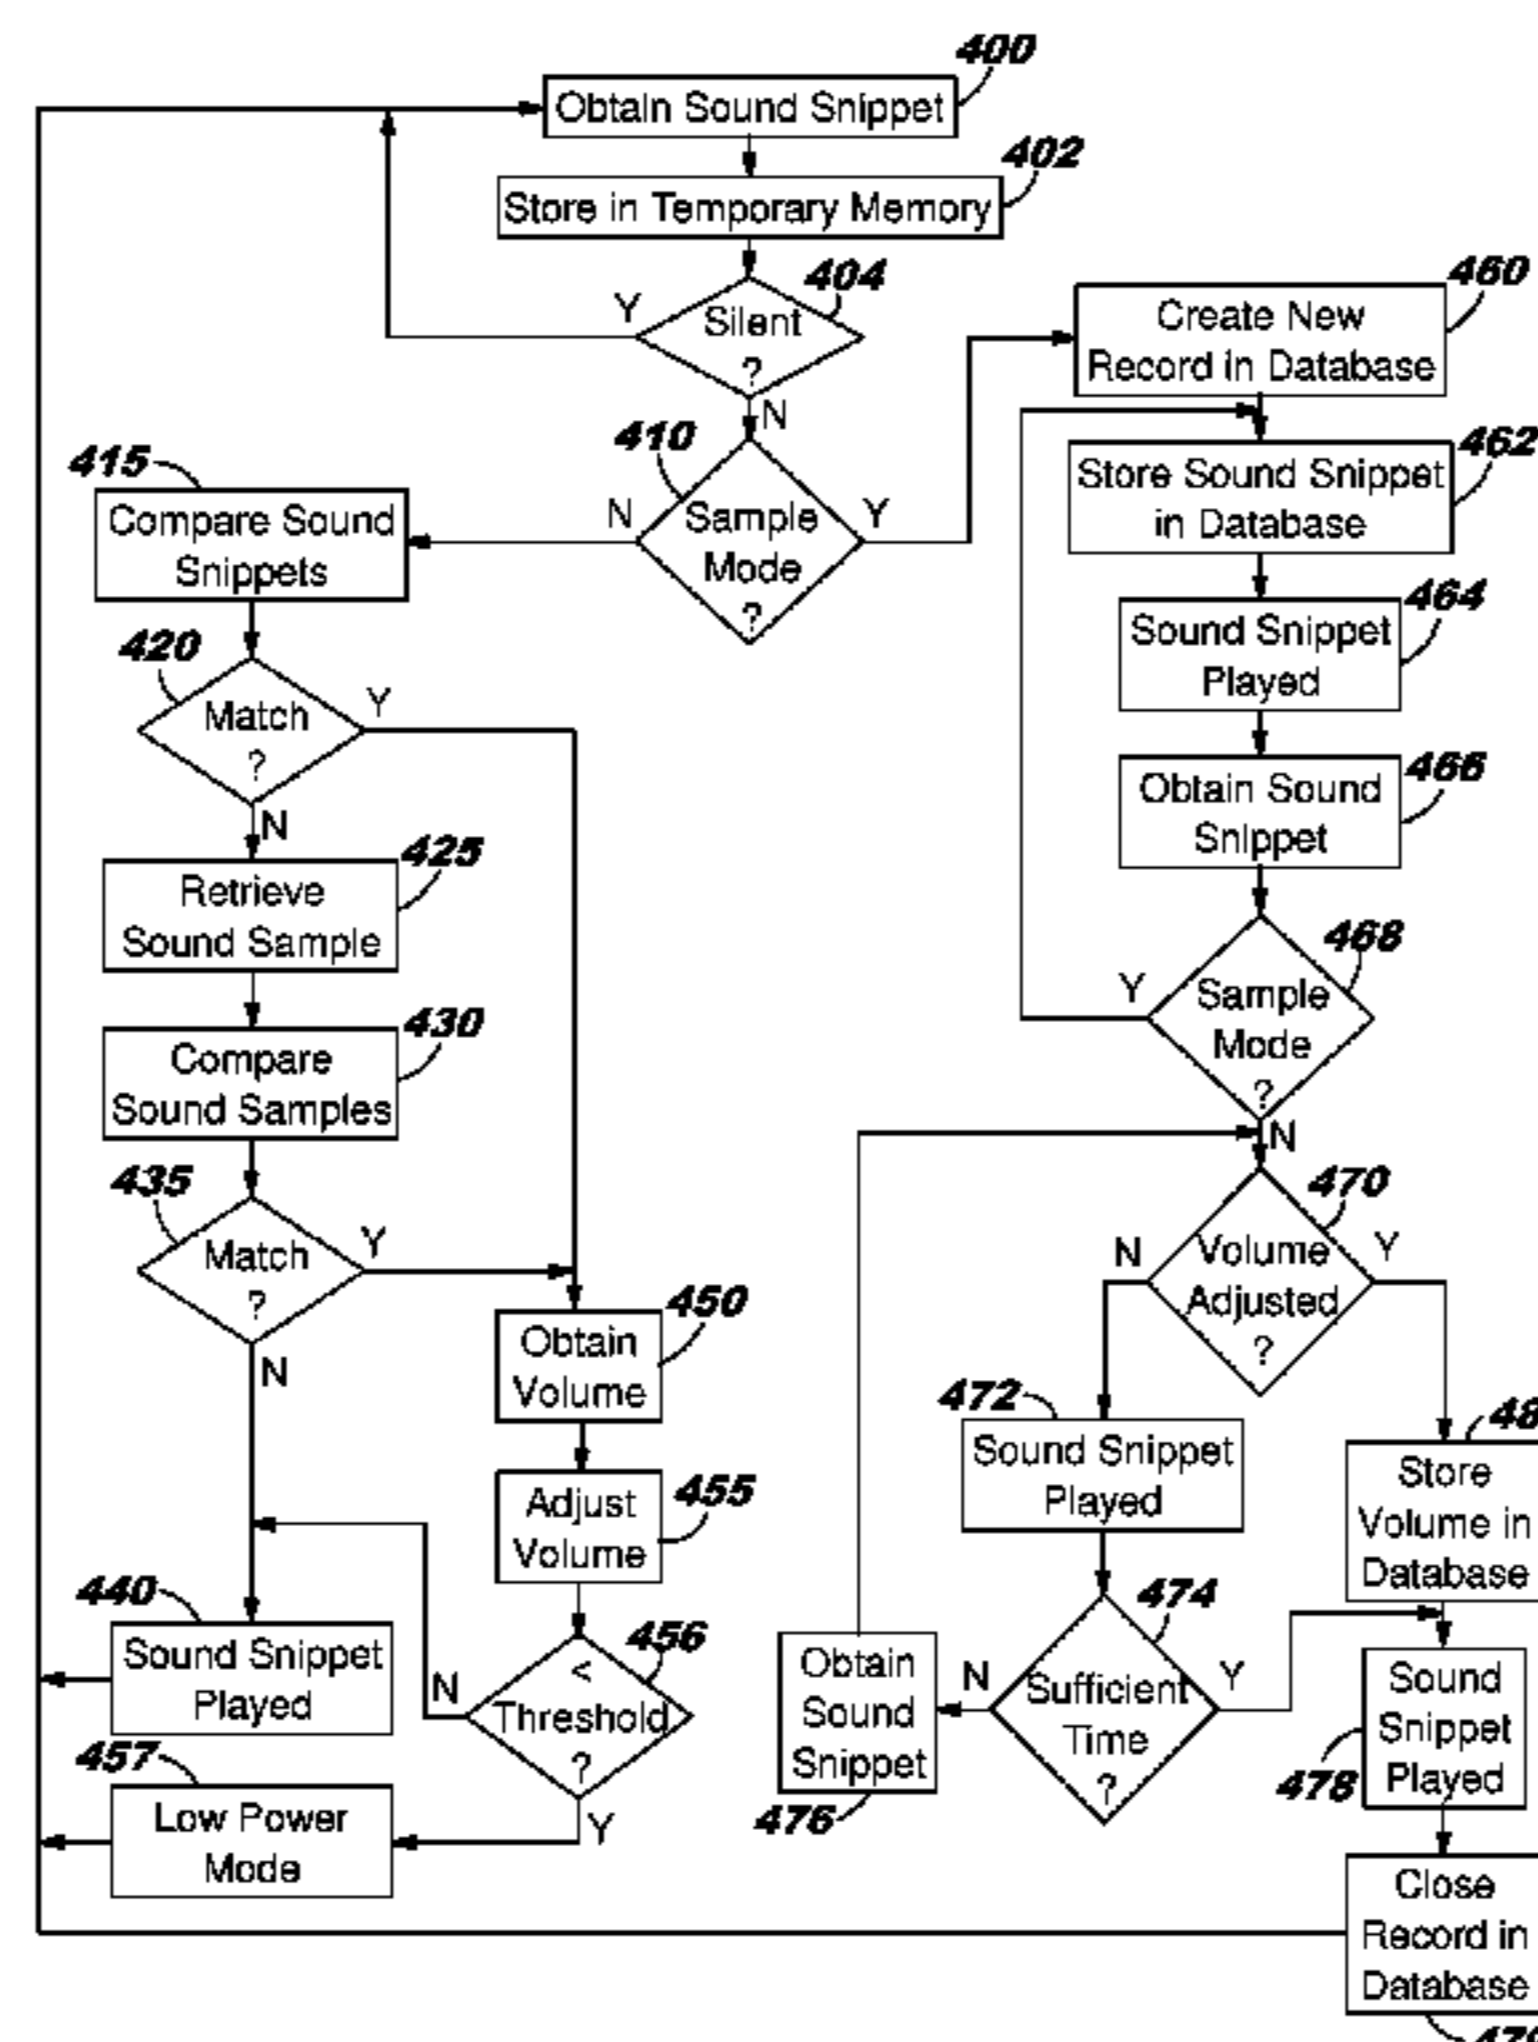 400
Obtain Sound Snippet
402
Store in Temporary Memory
404
Silent
?
Y
N
460
Create New
Record in Database
410
Sample
Mode
?
N
Y
415
Compare Sound
Snippets
462
Store Sound Snippet
in Database
464
Sound Snippet
Played
420
Match
?
Y
N
466
Obtain Sound
Snippet
425
Retrieve
Sound Sample
468
Sample
Mode
?
Y
N
430
Compare
Sound Samples
435
Match
?
Y
N
470
Volume
Adjusted
?
N
Y
450
Obtain
Volume
472
Sound Snippet
Played
48
Store
Volume in
Database
455
Adjust
Volume
440
Sound Snippet
Played
456
<
Threshold
?
N
Y
474
Sufficient
Time
?
N
Y
Obtain
Sound
Snippet
476
Sound
Snippet
Played
478
457
Low Power
Mode
Close
Record in
Database